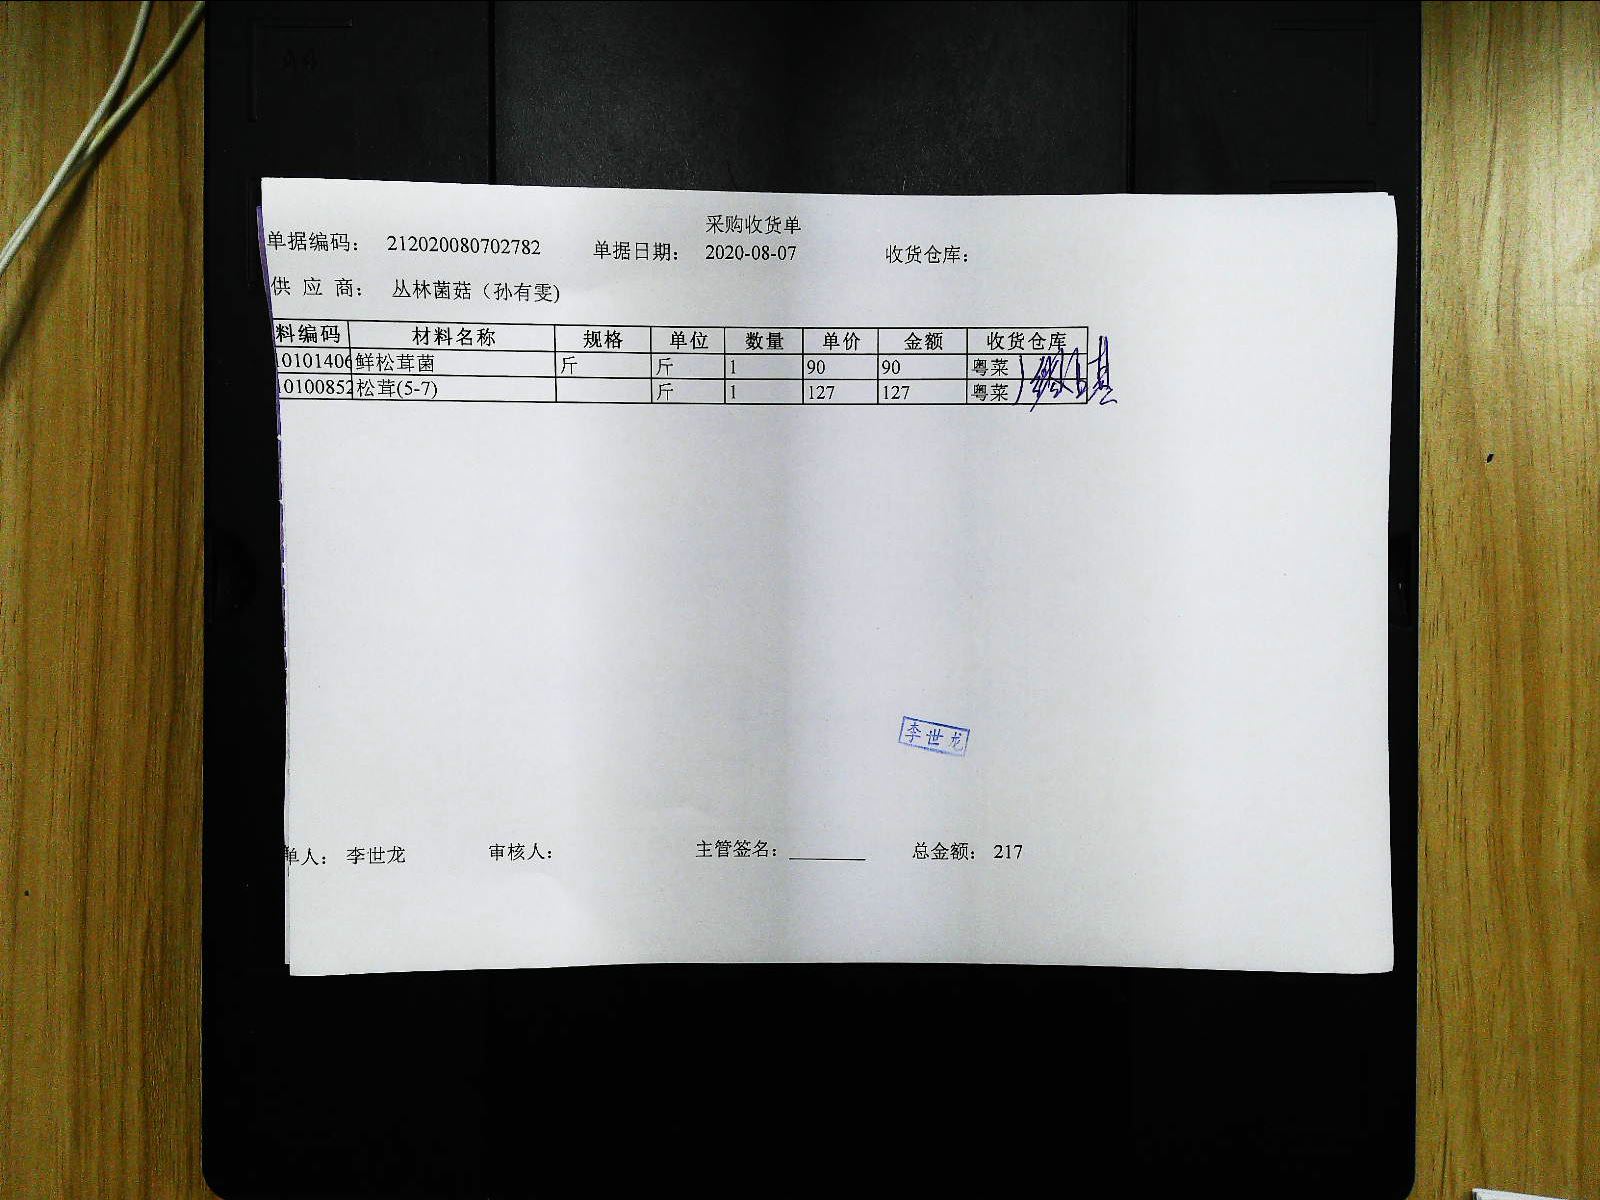 采购收货单
单据编码： 212020080702782 单据日期： 2020-08-07 收货仓库：
供 应 商： 丛林菌菇（孙有雯)
料编码 材料名称 规格 单位 数量 单价 金额 收货仓库
10101406 鲜松茸菌 斤 斤 1 90 90 粤菜
10100852 松茸(5-7) 斤 1 127 127 粤菜
李世龙
单人： 李世龙 审核人： 主管签名： 总金额： 217